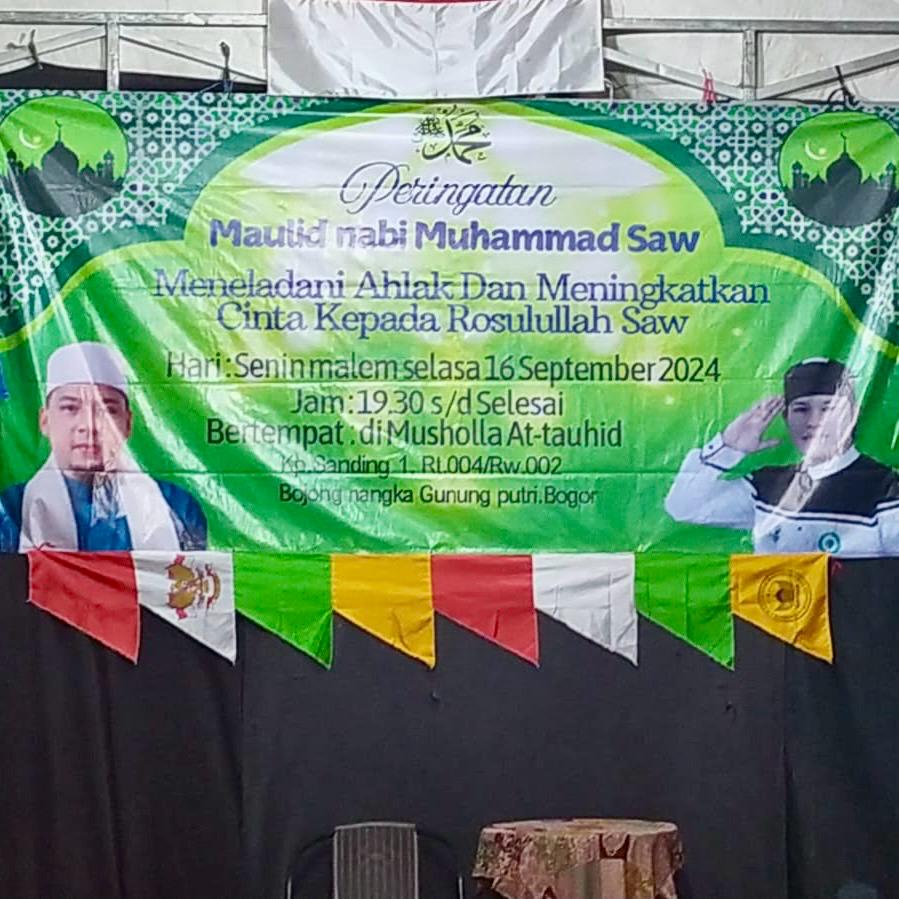 محمد
Peringatan
Maulid nabi Muhammad Saw
Meneladani Ahlak Dan Meningkatkan
Cinta Kepada Rosulullah Saw
Hari : Senin malem selasa 16 September 2024
Jam : 19.30 s/d Selesai
Bertempat : di Musholla At-tauhid
Kp. Sanding 1. Rt.004/Rw.002
Bojong nangka Gunung putri.Bogor